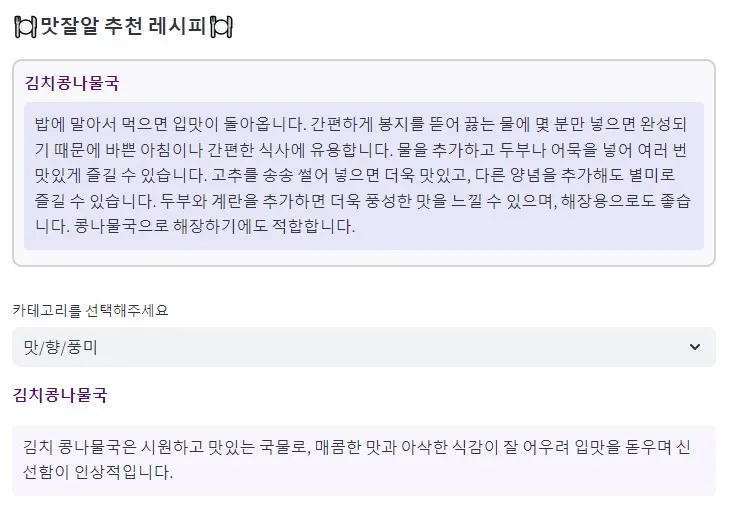 🍽맛잘알 추천 레시피🍽
김치콩나물국
밥에 말아서 먹으면 입맛이 돌아옵니다. 간편하게 봉지를 뜯어 끓는 물에 몇 분만 넣으면 완성되
기 때문에 바쁜 아침이나 간편한 식사에 유용합니다. 물을 추가하고 두부나 어묵을 넣어 여러 번
맛있게 즐길 수 있습니다. 고추를 송송 썰어 넣으면 더욱 맛있고, 다른 양념을 추가해도 별미로
즐길 수 있습니다. 두부와 계란을 추가하면 더욱 풍성한 맛을 느낄 수 있으며, 해장용으로도 좋습
니다. 콩나물국으로 해장하기에도 적합합니다.
카테고리를 선택해주세요
맛/향/풍미
김치콩나물국
김치 콩나물국은 시원하고 맛있는 국물로, 매콤한 맛과 아삭한 식감이 잘 어우려 입맛을 돋우며 신
선함이 인상적입니다.